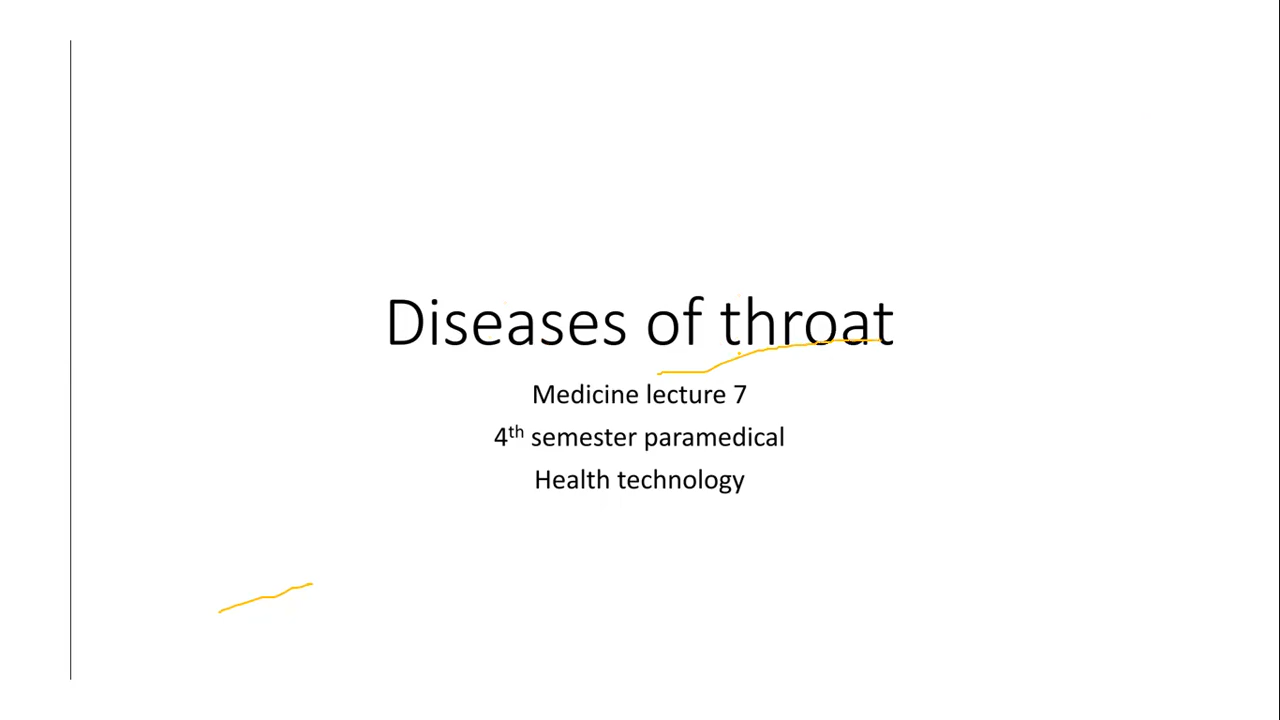 Diseases of throat
Medicine lecture 7
4th semester paramedical
Health technology